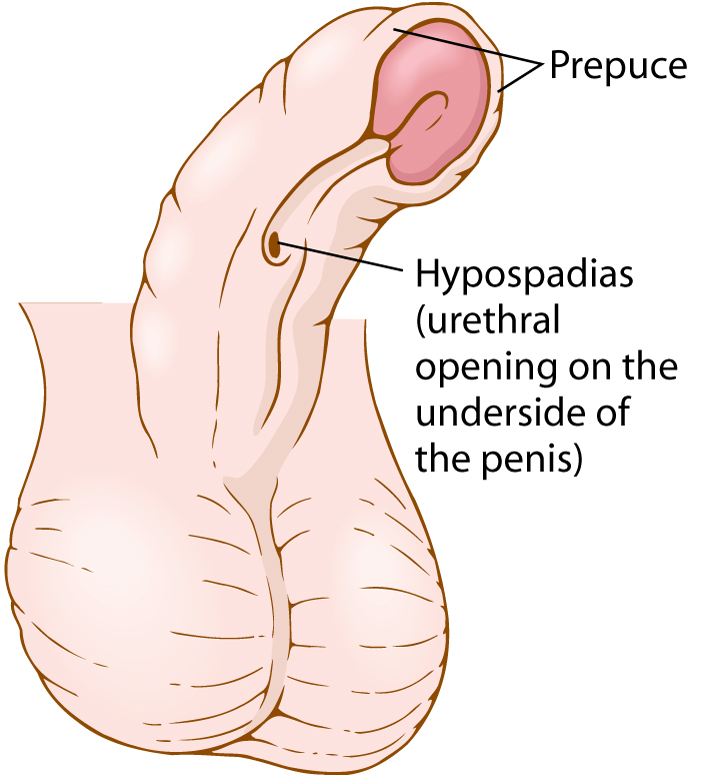 Prepuce
Hypospadias
(urethral
opening on the
underside of
the penis)